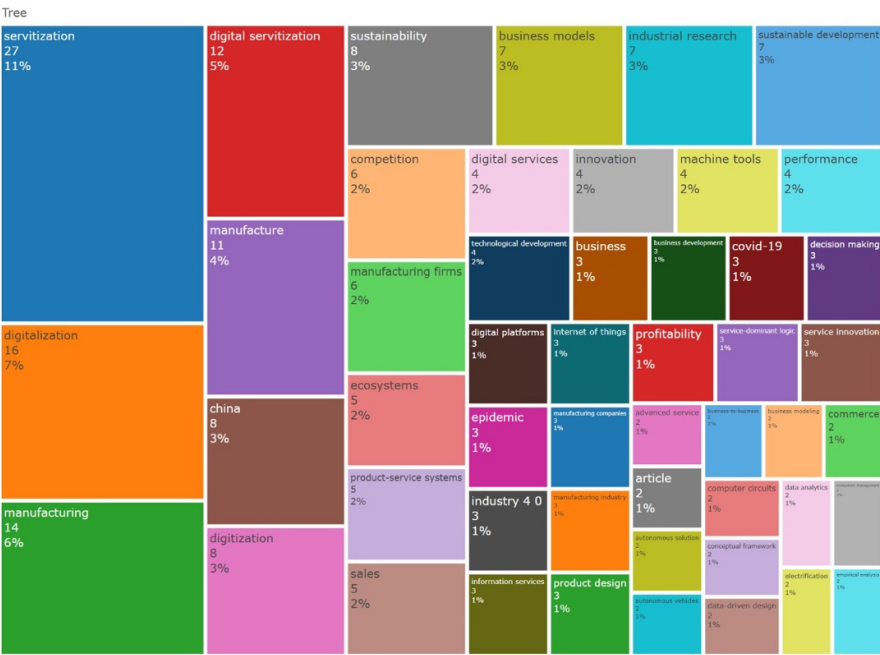 Tree
servitization
27
11%
digitalization
16
7%
manufacturing
14
6%
digital servitization
12
5%
manufacture
11
4%
china
8
3%
digitization
8
3%
sustainability
8
3%
business models
7
3%
industrial research
7
3%
sustainable development
7
3%
competition
6
2%
manufacturing firms
6
2%
ecosystems
5
2%
product-service systems
5
2%
sales
5
2%
digital services
4
2%
innovation
4
2%
machine tools
4
2%
performance
4
2%
technological development
4
2%
business
3
1%
business development
3
1%
covid-19
3
1%
decision making
3
1%
digital platforms
3
1%
internet of things
3
1%
profitability
3
1%
service-dominant logic
3
1%
service innovation
3
1%
epidemic
3
1%
manufacturing companies
3
1%
industry 4 0
3
1%
manufacturing industry
3
1%
information services
3
1%
product design
3
1%
advanced service
2
1%
business-to-business
2
1%
business modeling
2
1%
commerce
2
1%
article
2
1%
autonomous solution
2
1%
autonomous vehicles
2
1%
computer circuits
2
1%
conceptual framework
2
1%
data-driven design
2
1%
data analytics
2
1%
electrification
2
1%
empirical analysis
2
1%